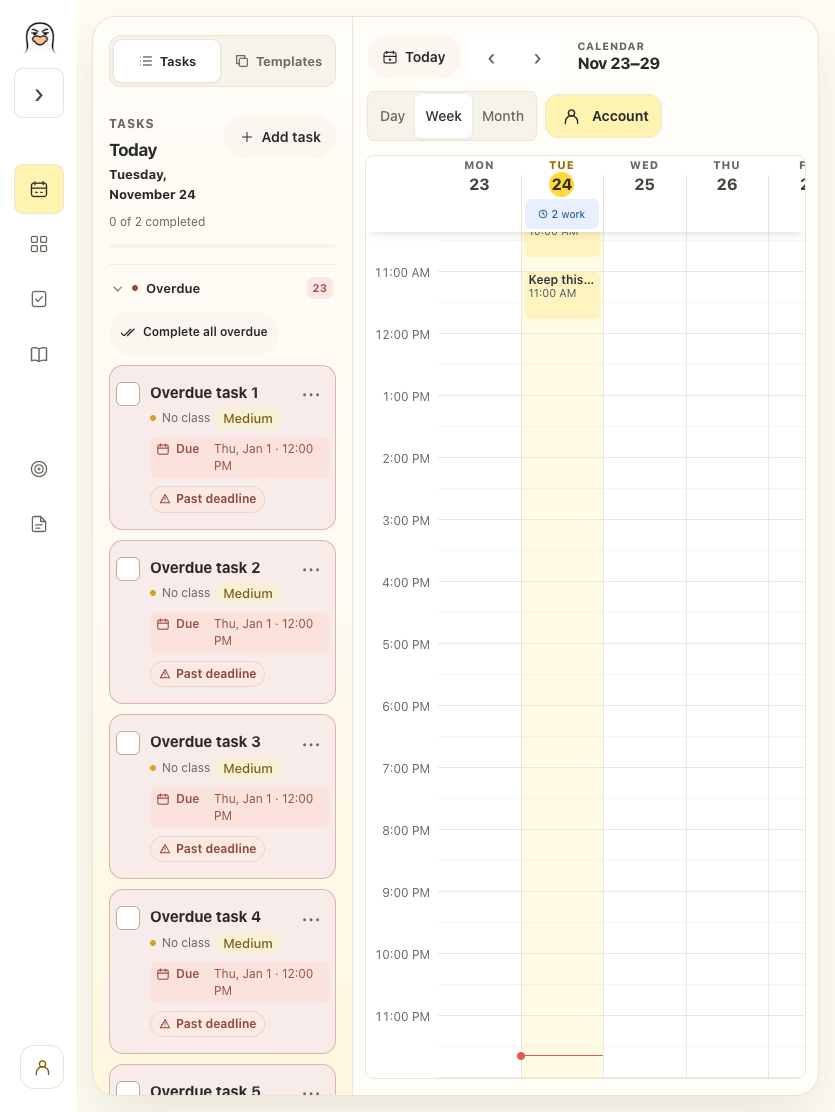 Tasks
Templates
TASKS
Today
Tuesday,
November 24
Add task
0 of 2 completed
Overdue
23
Complete all overdue
Overdue task 1
No class
Medium
Due
Thu, Jan 1 · 12:00
PM
Past deadline
Overdue task 2
No class
Medium
Due
Thu, Jan 1 · 12:00
PM
Past deadline
Overdue task 3
No class
Medium
Due
Thu, Jan 1 · 12:00
PM
Past deadline
Overdue task 4
No class
Medium
Due
Thu, Jan 1 · 12:00
PM
Past deadline
Overdue task 5
Today
CALENDAR
Nov 23–29
Day
Week
Month
Account
MON
23
TUE
24
WED
25
THU
26
2 work
10:00 AM
11:00 AM
Keep this...
11:00 AM
12:00 PM
1:00 PM
2:00 PM
3:00 PM
4:00 PM
5:00 PM
6:00 PM
7:00 PM
8:00 PM
9:00 PM
10:00 PM
11:00 PM